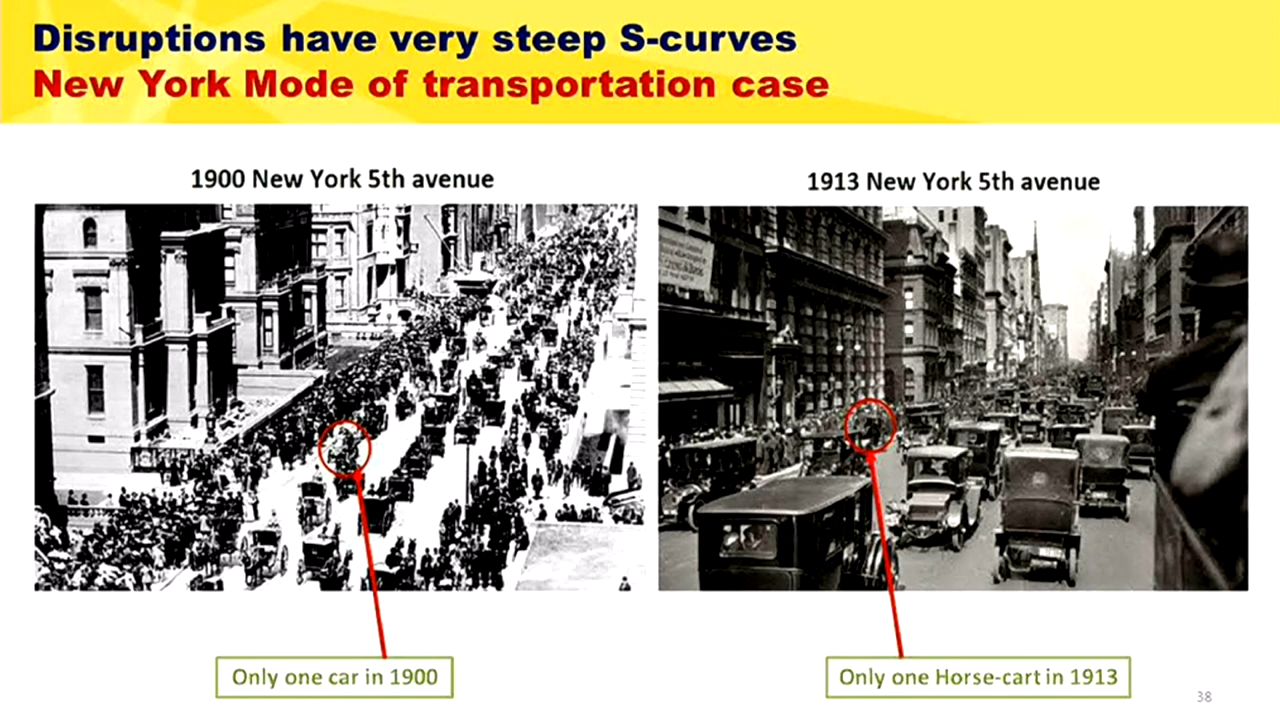 Disruptions have very steep S-curves
New York Mode of transportation case
1900 New York 5th avenue
1913 New York 5th avenue
Only one car in 1900
Only one Horse-cart in 1913
38